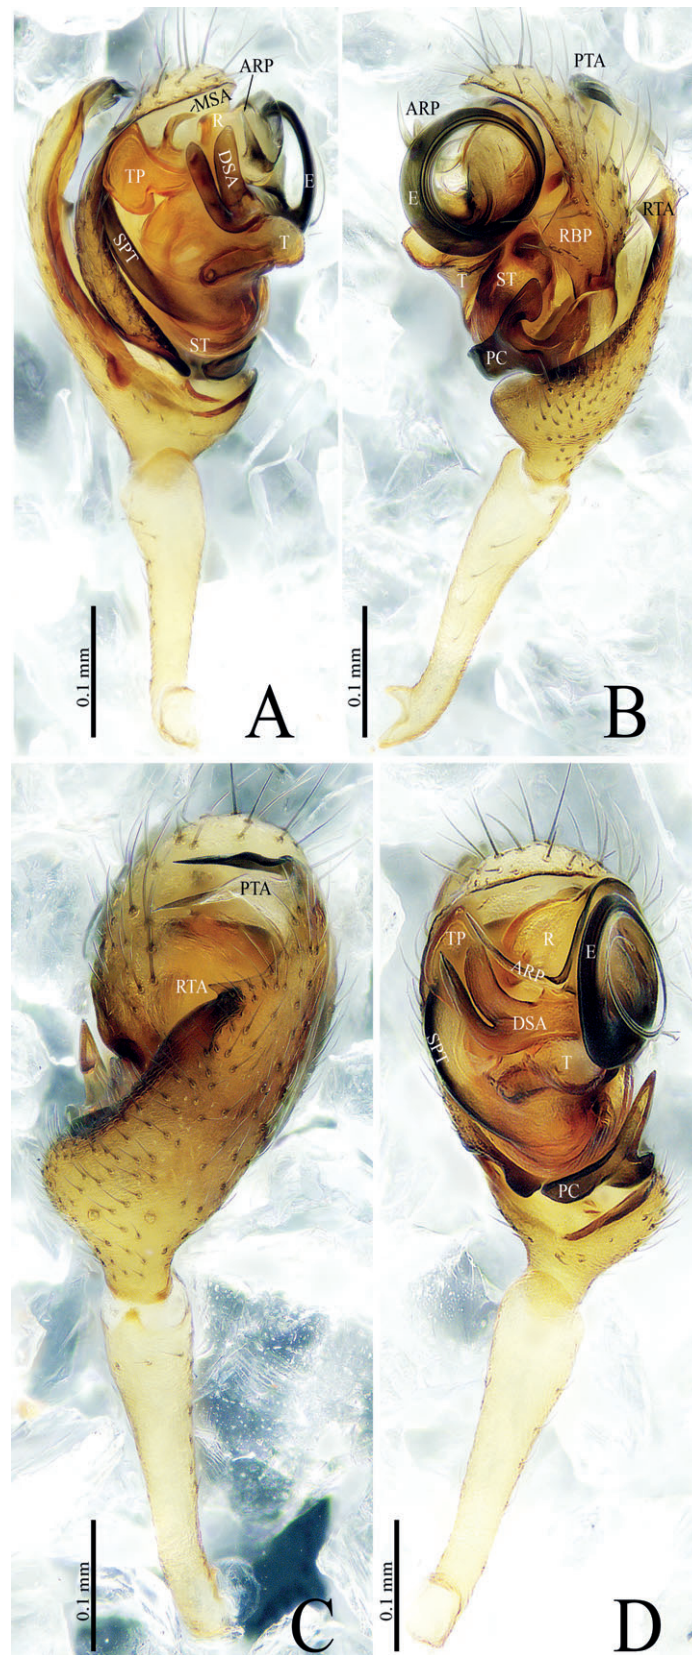 ARP
MSA
R
TP
DSA
E
SPT
T
ST
0.1 mm
A
PTA
ARP
E
RTA
RBP
T
ST
PC
0.1 mm
B
PTA
RTA
0.1 mm
C
TP
R
E
ARP
DSA
SPT
T
PC
0.1 mm
D